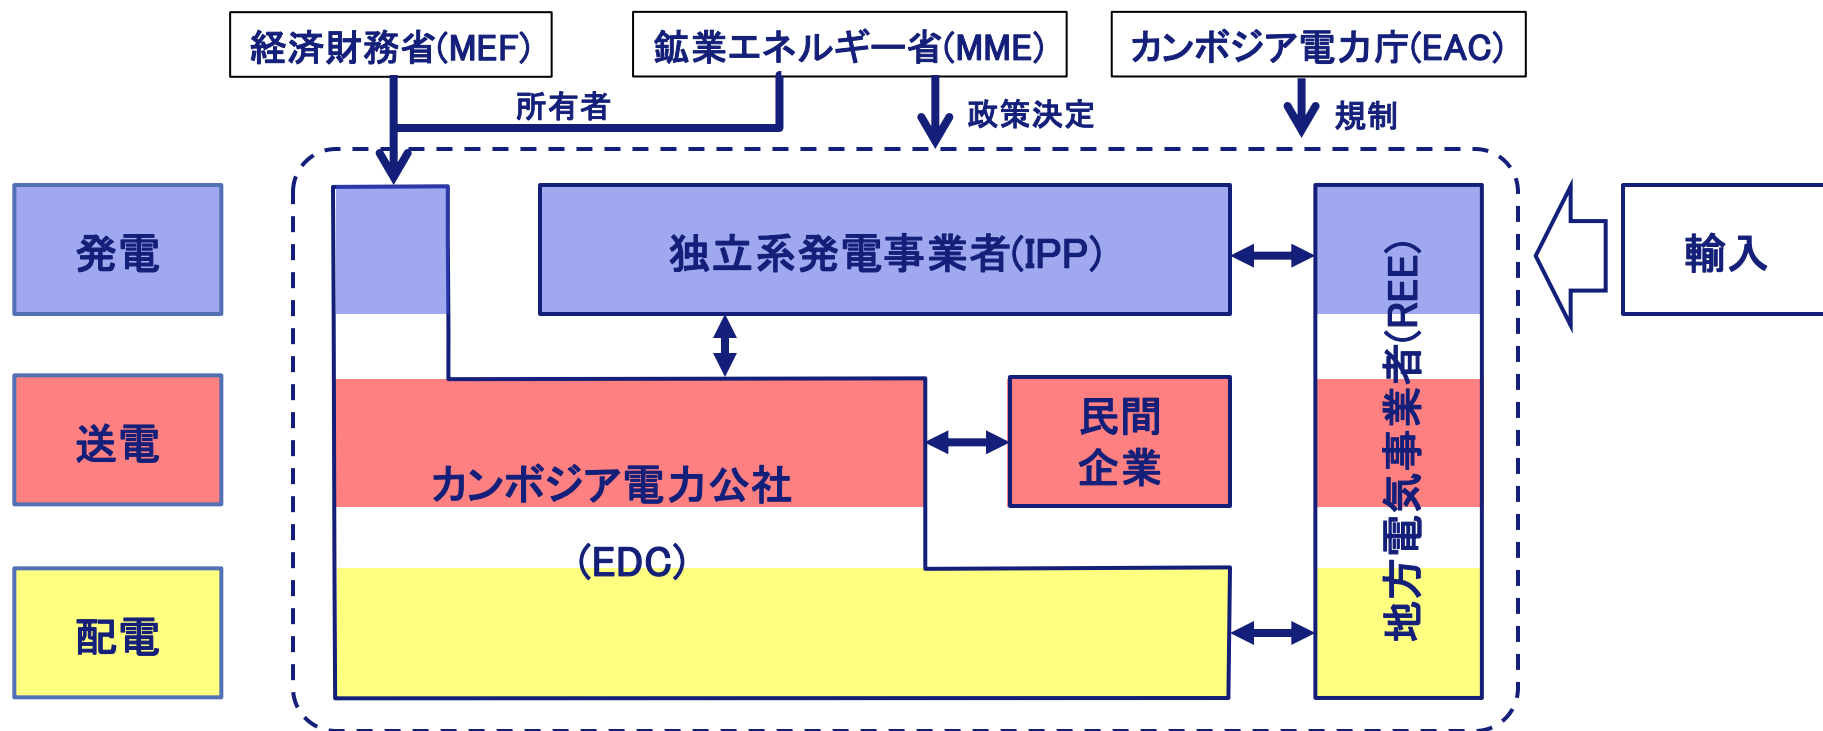 経済財務省(MEF)
鉱業エネルギー省(MME)
カンボジア電力庁(EAC)
所有者
政策決定
規制
発電
独立系発電事業者(IPP)
輸入
送電
民間
企業
カンボジア電力公社
(EDC)
地方電気事業者(REE)
配電